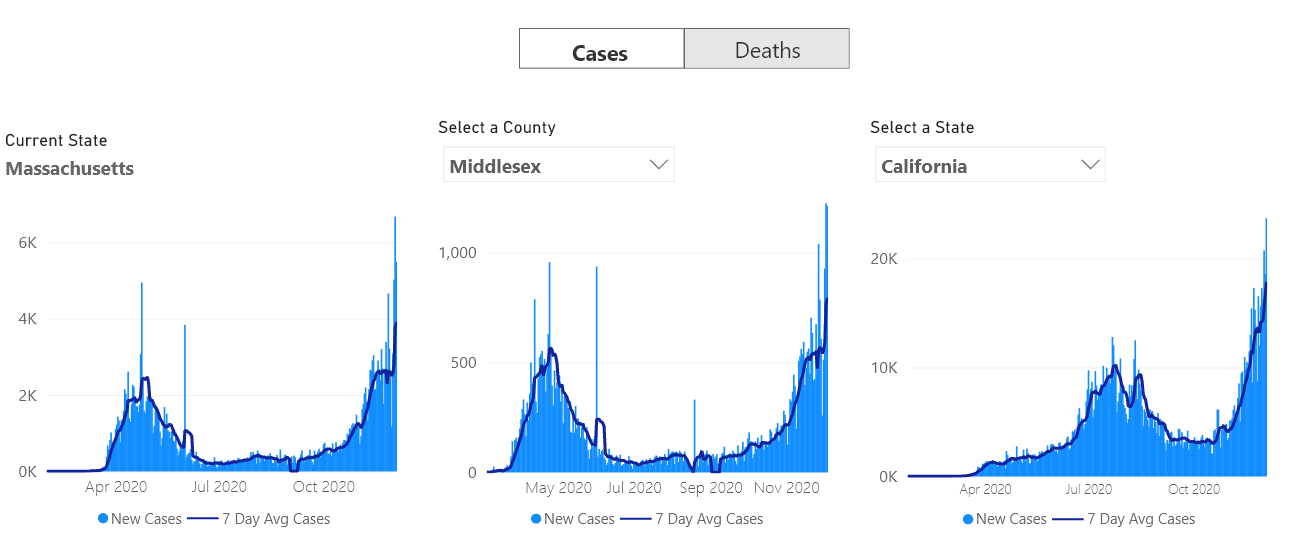 Cases
Deaths
Current State
Massachusetts
6K
4K
2K
0K
Apr 2020
Jul 2020
Oct 2020
New Cases
7 Day Avg Cases
Select a County
Middlesex
1,000
500
0
May 2020
Jul 2020
Sep 2020
Nov 2020
New Cases
7 Day Avg Cases
Select a State
California
20K
10K
0K
Apr 2020
Jul 2020
Oct 2020
New Cases
7 Day Avg Cases